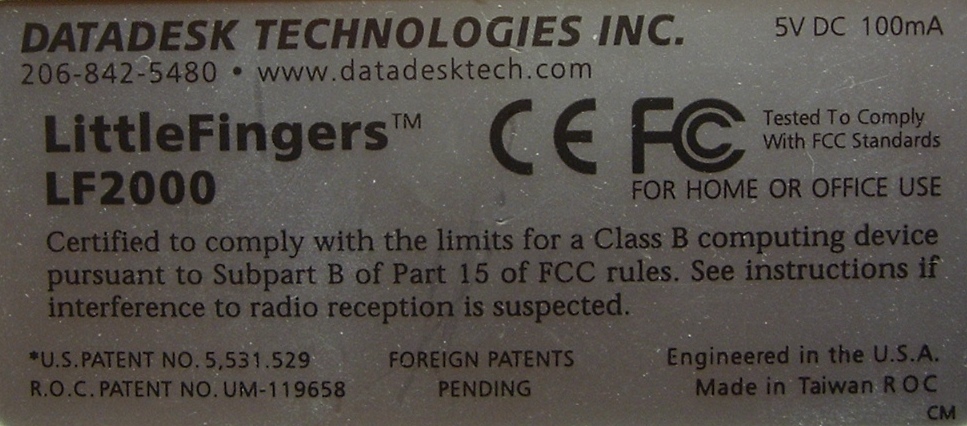 DATADESK TECHNOLOGIES INC.
5V DC 100mA
206-842-5480 • www.datadesktech.com
LittleFingers™
LF2000
CE FCC
Tested To Comply
With FCC Standards
FOR HOME OR OFFICE USE
Certified to comply with the limits for a Class B computing device
pursuant to Subpart B of Part 15 of FCC rules. See instructions if
interference to radio reception is suspected.
*U.S.PATENT NO. 5,531.529
R.O.C. PATENT NO. UM-119658
FOREIGN PATENTS
PENDING
Engineered in the U.S.A.
Made in Taiwan R O C
CM